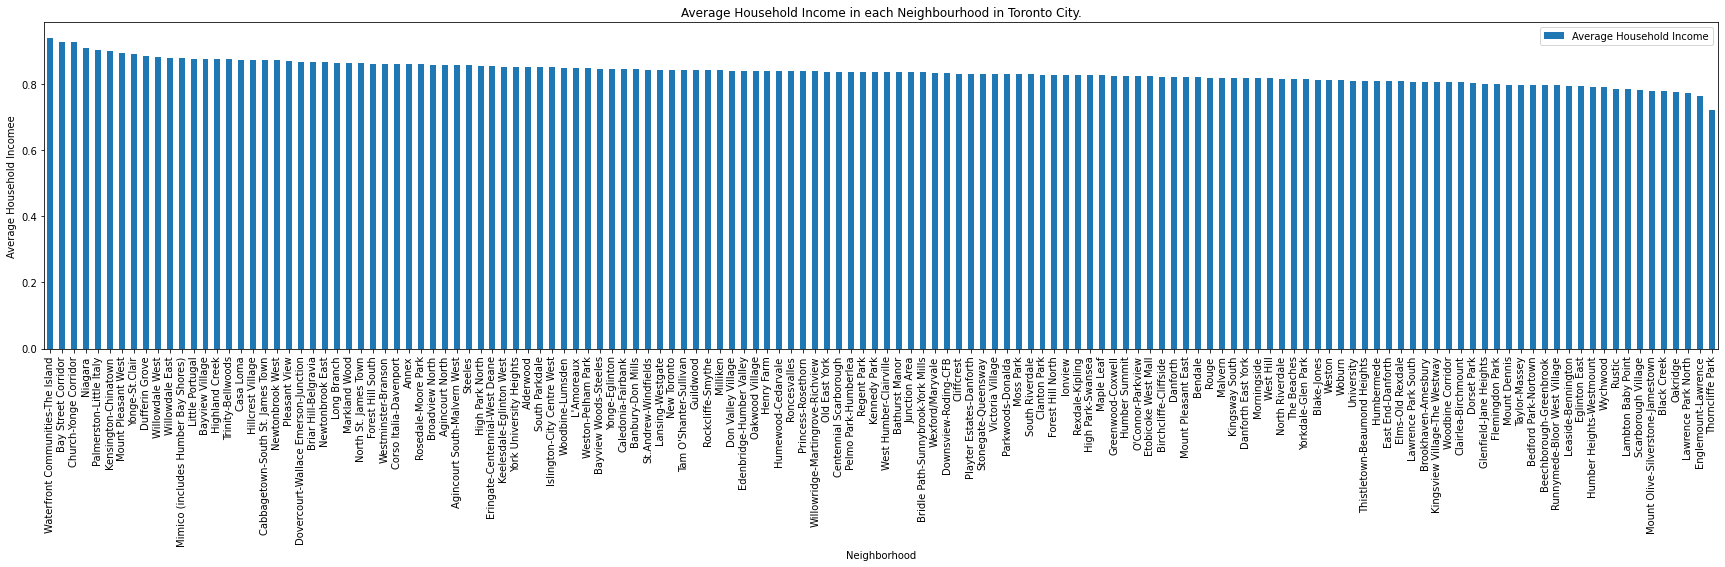 Average Household Income in each Neighbourhood in Toronto City.
Average Household Income
Average Household Incomee
0.8
0.6
0.4
0.2
0.0
Waterfront Communities-The Island
Bay Street Corridor
Church-Yonge Corridor
Niagara
Palmerston-Little Italy
Kensington-Chinatown
Mount Pleasant West
Yonge-St.Clair
Dufferin Grove
Willowdale West
Willowdale East
Mimico (includes Humber Bay Shores)
Little Portugal
Bayview Village
Highland Creek
Trinity-Bellwoods
Casa Loma
Hillcrest Village
Cabbagetown-South St. James Town
Newtonbrook West
Pleasant View
Dovercourt-Wallace Emerson-Junction
Briar Hill-Belgravia
Newtonbrook East
Long Branch
Markland Wood
North St. James Town
Forest Hill South
Westminster-Branson
Corso Italia-Davenport
Annex
Rosedale-Moore Park
Broadview North
Agincourt North
Agincourt South-Malvern West
Steeles
High Park North
Eringate-Centennial-West Deane
Keelesdale-Eglinton West
York University Heights
Alderwood
South Parkdale
Islington-City Centre West
Woodbine-Lumsden
L'Amoreaux
Weston-Pelham Park
Bayview Woods-Steeles
Yonge-Eglinton
Caledonia-Fairbank
Banbury-Don Mills
St.Andrew-Windfields
Lansing-Westgate
New Toronto
Tam O'Shanter-Sullivan
Guildwood
Rockcliffe-Smythe
Milliken
Don Valley Village
Edenbridge-Humber Valley
Oakwood Village
Henry Farm
Humewood-Cedarvale
Roncesvalles
Princess-Rosethorn
Willowridge-Martingrove-Richview
Old East York
Centennial Scarborough
Pelmo Park-Humberlea
Regent Park
Kennedy Park
West Humber-Clairville
Bathurst Manor
Junction Area
Bridle Path-Sunnybrook-York Mills
Wexford/Maryvale
Downsview-Roding-CFB
Cliffcrest
Playter Estates-Danforth
Stonegate-Queensway
Victoria Village
Parkwoods-Donalda
Moss Park
South Riverdale
Clanton Park
Forest Hill North
Ionview
Rexdale-Kipling
High Park-Swansea
Maple Leaf
Greenwood-Coxwell
Humber Summit
O'Connor-Parkview
Etobicoke West Mall
Birchcliffe-Cliffside
Danforth
Mount Pleasant East
Bendale
Rouge
Malvern
Kingsway South
Danforth East York
Morningside
West Hill
North Riverdale
The Beaches
Yorkdale-Glen Park
Blake-Jones
Weston
Woburn
University
Thistletown-Beaumond Heights
Humbermede
East End-Danforth
Elms-Old Rexdale
Lawrence Park South
Brookhaven-Amesbury
Kingsview Village-The Westway
Woodbine Corridor
Clairlea-Birchmount
Dorset Park
Glenfield-Jane Heights
Flemingdon Park
Mount Dennis
Taylor-Massey
Bedford Park-Nortown
Beechborough-Greenbrook
Runnymede-Bloor West Village
Leaside-Bennington
Eglinton East
Humber Heights-Westmount
Wychwood
Rustic
Lambton Baby Point
Scarborough Village
Mount Olive-Silverstone-Jamestown
Black Creek
Oakridge
Lawrence Park North
Englemount-Lawrence
Thorncliffe Park
Neighborhood